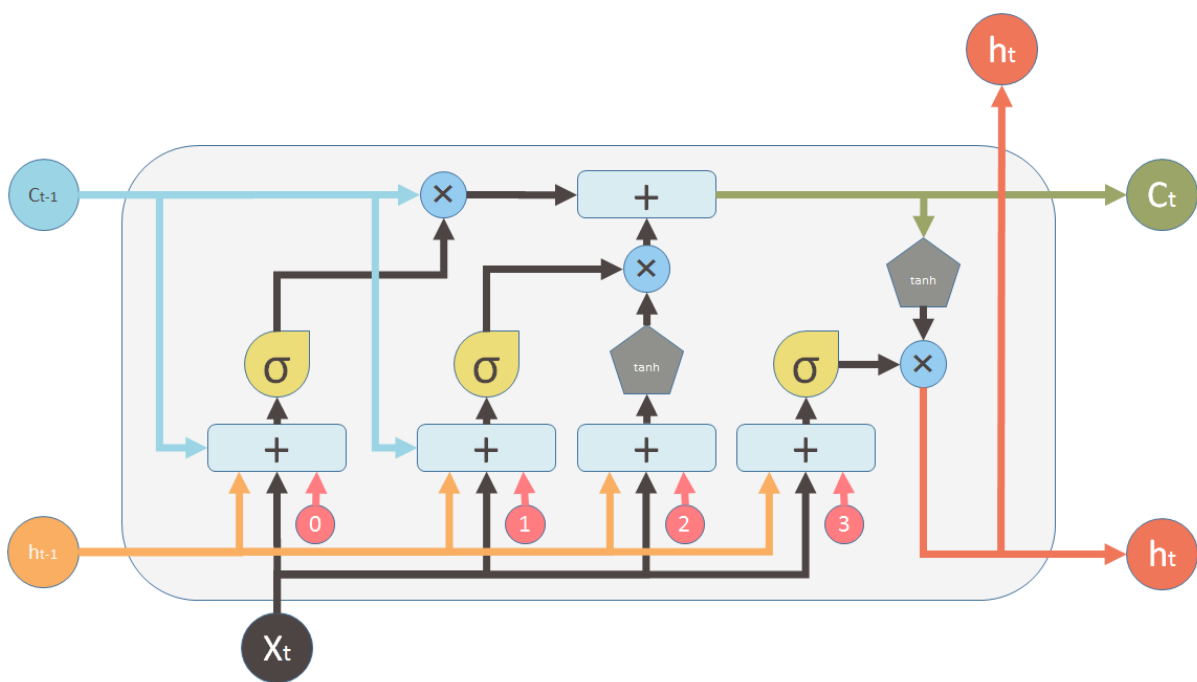 ht
Ct-1
×
+
Ct
×
tanh
σ
σ
tanh
σ
×
+
+
+
+
0
1
2
3
ht-1
ht
Xt